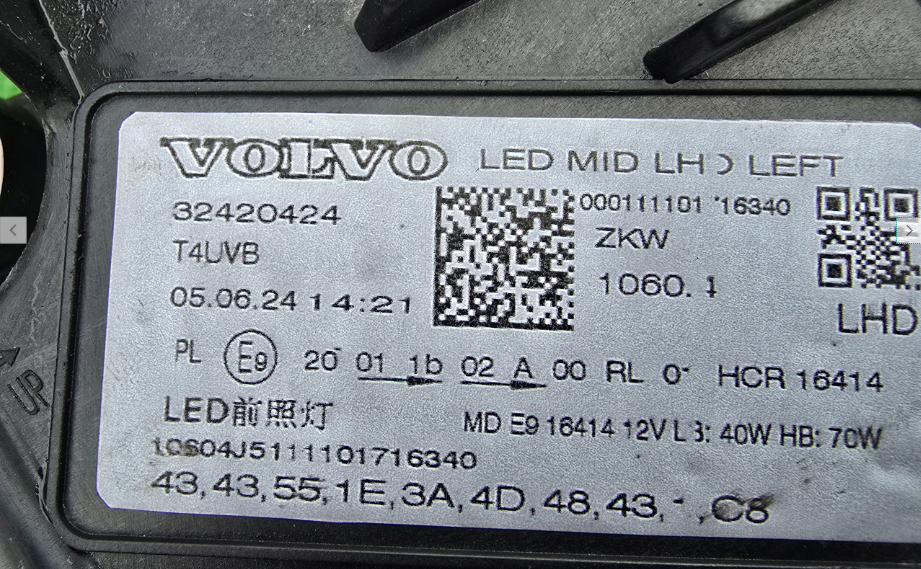 VOLVO LED MID LHD LEFT
32420424
000111101 16340
T4UVB
ZKW
05.06.24 14:21
1060.
LHD
PL E9 20 01 1b 02 A 00 RL HCR 16414
LED前照灯
MD E9 16414 12V LB: 40W HB: 70W
43,43,55,1E,3A,4D,48,43, ,C8
UP